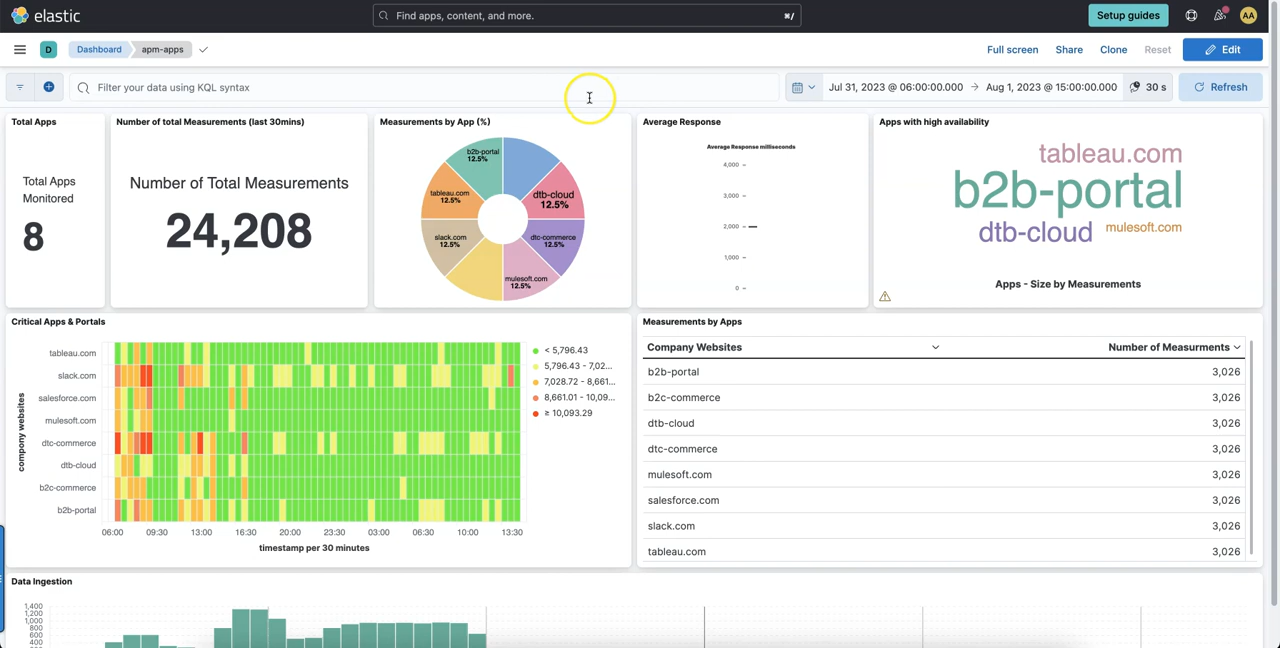 elastic
Find apps, content, and more.
⌘/
Setup guides
AA
D
Dashboard
apm-apps
Full screen
Share
Clone
Reset
Edit
Filter your data using KQL syntax
Jul 31, 2023 @ 06:00:00.000 → Aug 1, 2023 @ 15:00:00.000
30 s
Refresh
Total Apps
Total Apps
Monitored
8
Number of total Measurements (last 30mins)
Number of Total Measurements
24,208
Measurements by App (%)
b2b-portal
12.5%
dtb-cloud
12.5%
tableau.com
12.5%
slack.com
12.5%
dtc-commerce
12.5%
mulesoft.com
12.5%
Average Response
Average Response milliseconds
4,000
3,000
2,000
1,000
0
Apps with high availability
tableau.com
b2b-portal
dtb-cloud
mulesoft.com
Apps - Size by Measurements
Critical Apps & Portals
company websites
tableau.com
slack.com
salesforce.com
mulesoft.com
dtc-commerce
dtb-cloud
b2c-commerce
b2b-portal
06:00 09:30 13:00 16:30 20:00 23:30 03:00 06:30 10:00 13:30
timestamp per 30 minutes
< 5,796.43
5,796.43 - 7,02...
7,028.72 - 8,661...
8,661.01 - 10,09...
≥ 10,093.29
Measurements by Apps
Company Websites Number of Measurments
b2b-portal 3,026
b2c-commerce 3,026
dtb-cloud 3,026
dtc-commerce 3,026
mulesoft.com 3,026
salesforce.com 3,026
slack.com 3,026
tableau.com 3,026
Data Ingestion
1,400
1,200
1,000
800
600
400